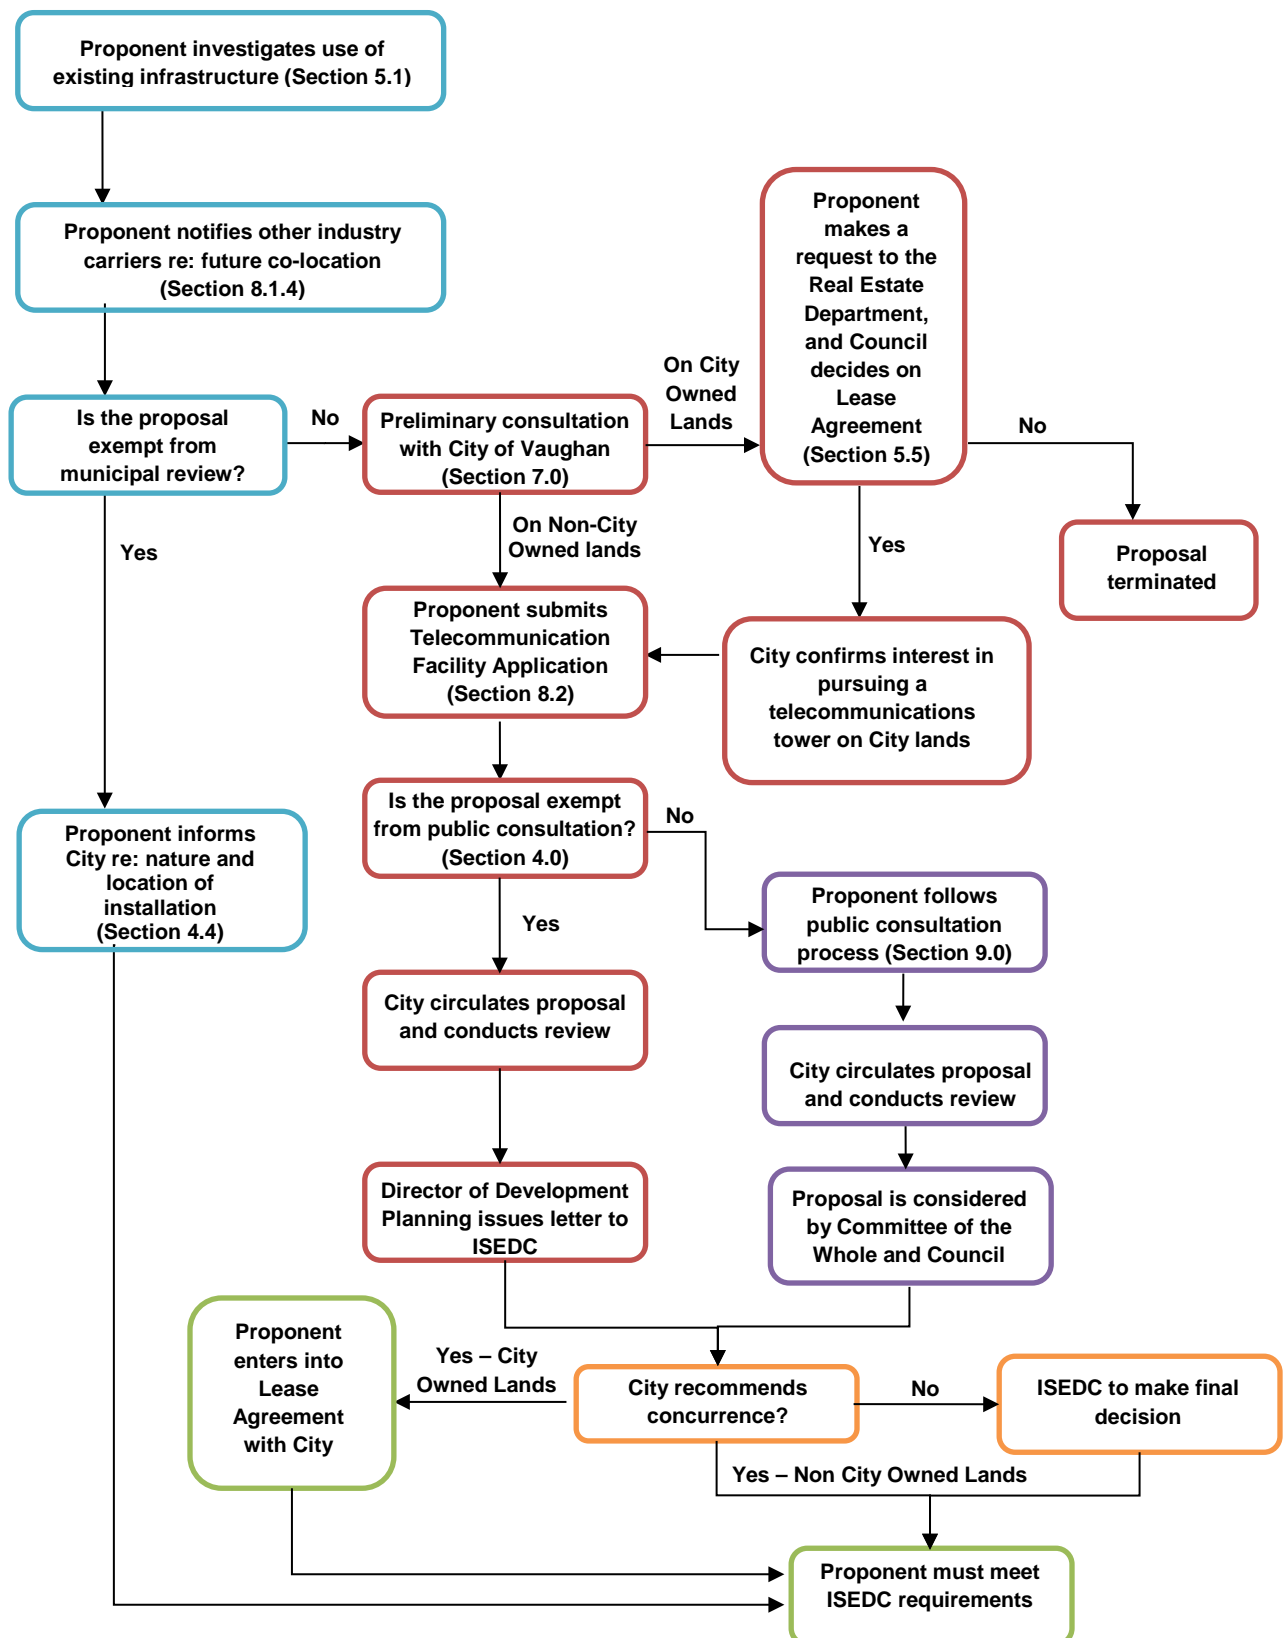 Proponent investigates use of
existing infrastructure (Section 5.1)
Proponent notifies other industry
carriers re: future co-location
(Section 8.1.4)
Proponent
makes a
request to the
Real Estate
Department,
and Council
decides on
Lease
Agreement
(Section 5.5)
On City
Owned
Lands
Is the proposal
exempt from
municipal review?
No
Preliminary consultation
with City of Vaughan
(Section 7.0)
No
On Non-City
Owned lands
Yes
Yes
Proposal
terminated
Proponent submits
Telecommunication
Facility Application
(Section 8.2)
City confirms interest in
pursuing a
telecommunications
tower on City lands
Is the proposal exempt
from public consultation?
(Section 4.0)
No
Proponent informs
City re: nature and
location of
installation
(Section 4.4)
Yes
Proponent follows
public consultation
process (Section 9.0)
City circulates proposal
and conducts review
City circulates proposal
and conducts review
Director of Development
Planning issues letter to
ISEDC
Proposal is considered
by Committee of the
Whole and Council
Proponent
enters into
Lease
Agreement
with City
Yes – City
Owned Lands
City recommends
concurrence?
No
ISEDC to make final
decision
Yes – Non City Owned Lands
Proponent must meet
ISEDC requirements